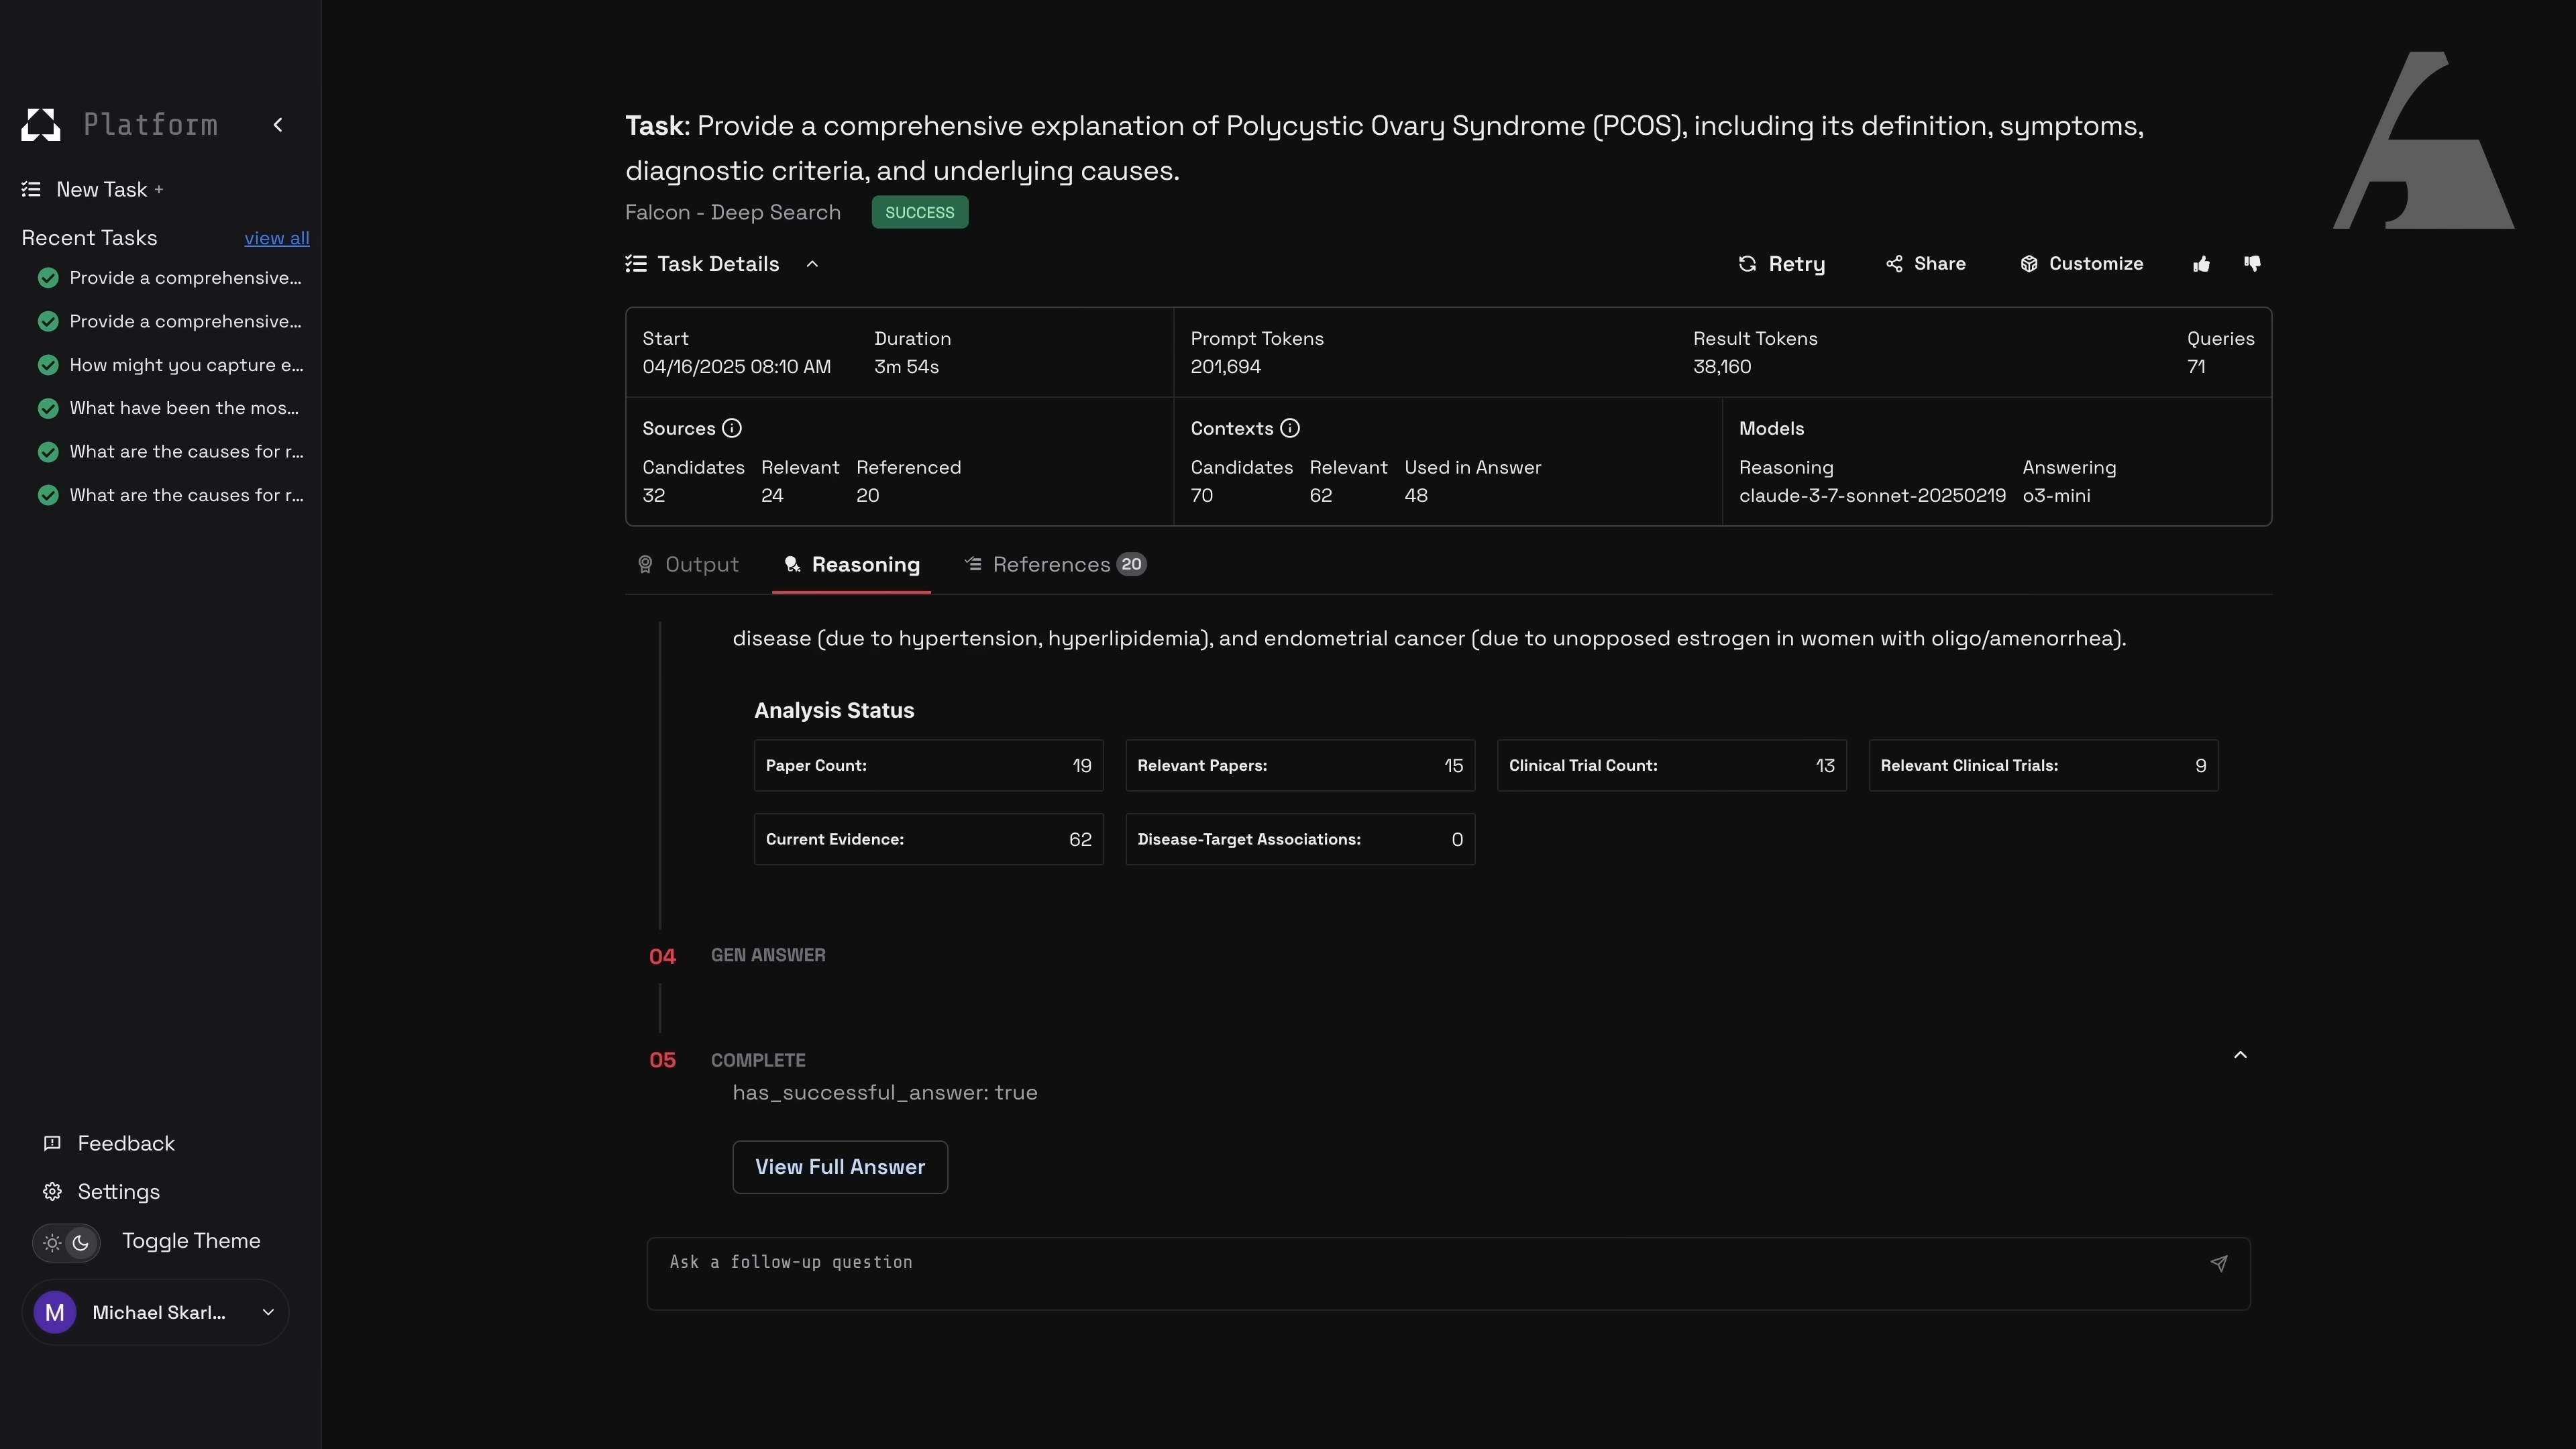 Platform
New Task +
Recent Tasks view all
Provide a comprehensive...
Provide a comprehensive...
How might you capture e...
What have been the mos...
What are the causes for r...
What are the causes for r...
Feedback
Settings
Toggle Theme
M Michael Skarl...
Task: Provide a comprehensive explanation of Polycystic Ovary Syndrome (PCOS), including its definition, symptoms,
diagnostic criteria, and underlying causes.
Falcon - Deep Search SUCCESS
Task Details Retry Share Customize
Start Duration Prompt Tokens Result Tokens Queries
04/16/2025 08:10 AM 3m 54s 201,694 38,160 71
Sources Contexts Models
Candidates Relevant Referenced Candidates Relevant Used in Answer Reasoning Answering
32 24 20 70 62 48 claude-3-7-sonnet-20250219 o3-mini
Output Reasoning References 20
disease (due to hypertension, hyperlipidemia), and endometrial cancer (due to unopposed estrogen in women with oligo/amenorrhea).
Analysis Status
Paper Count: 19 Relevant Papers: 15 Clinical Trial Count: 13 Relevant Clinical Trials: 9
Current Evidence: 62 Disease-Target Associations: 0
04 GEN ANSWER
05 COMPLETE
has_successful_answer: true
View Full Answer
Ask a follow-up question